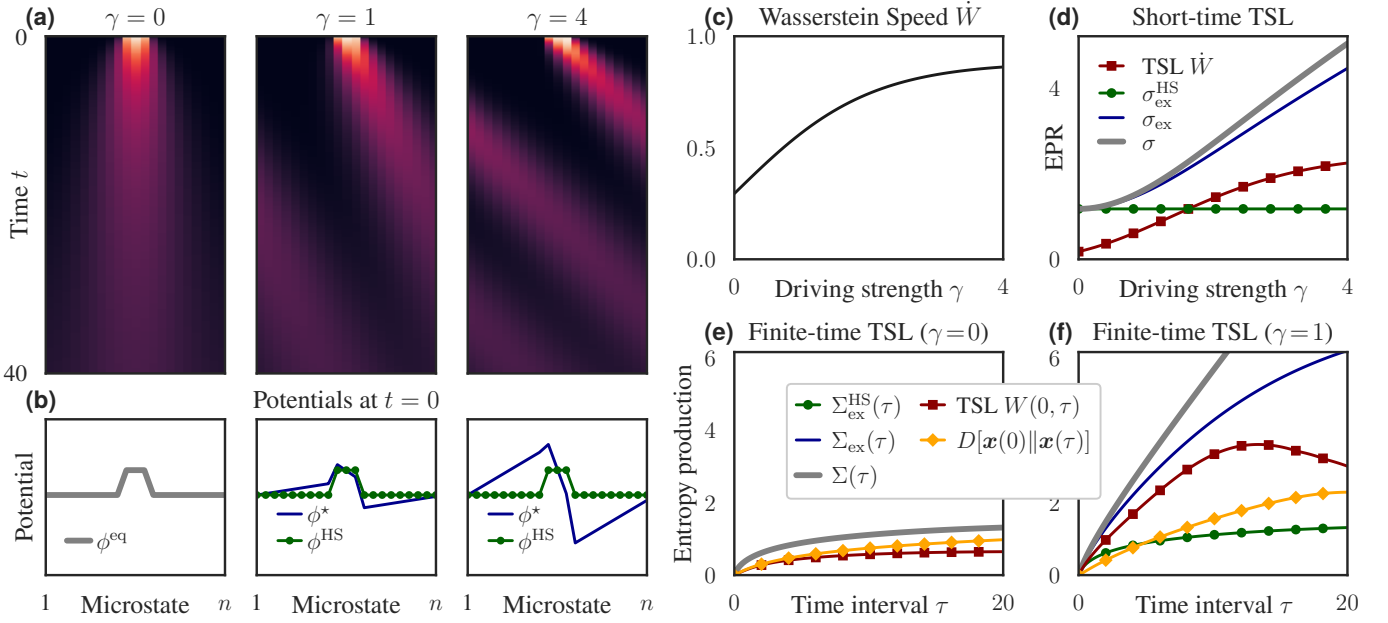 (a)
γ = 0
γ = 1
γ = 4
0
Time t
40
(b)
Potentials at t = 0
Potential
ϕ^eq
ϕ^⋆
ϕ^HS
ϕ^⋆
ϕ^HS
1
Microstate
n
1
Microstate
n
1
Microstate
n
(c)
Wasserstein Speed Ẇ
1.0
0.5
0.0
0
Driving strength γ
4
(d)
Short-time TSL
EPR
4
0
TSL Ẇ
σ_ex^HS
σ_ex
σ
0
Driving strength γ
4
(e)
Finite-time TSL (γ=0)
Entropy production
6
4
2
0
Σ_ex^HS(τ)
Σ_ex(τ)
Σ(τ)
TSL W(0, τ)
D[𝒙(0)‖𝒙(τ)]
0
Time interval τ
20
(f)
Finite-time TSL (γ=1)
6
2
0
0
Time interval τ
20